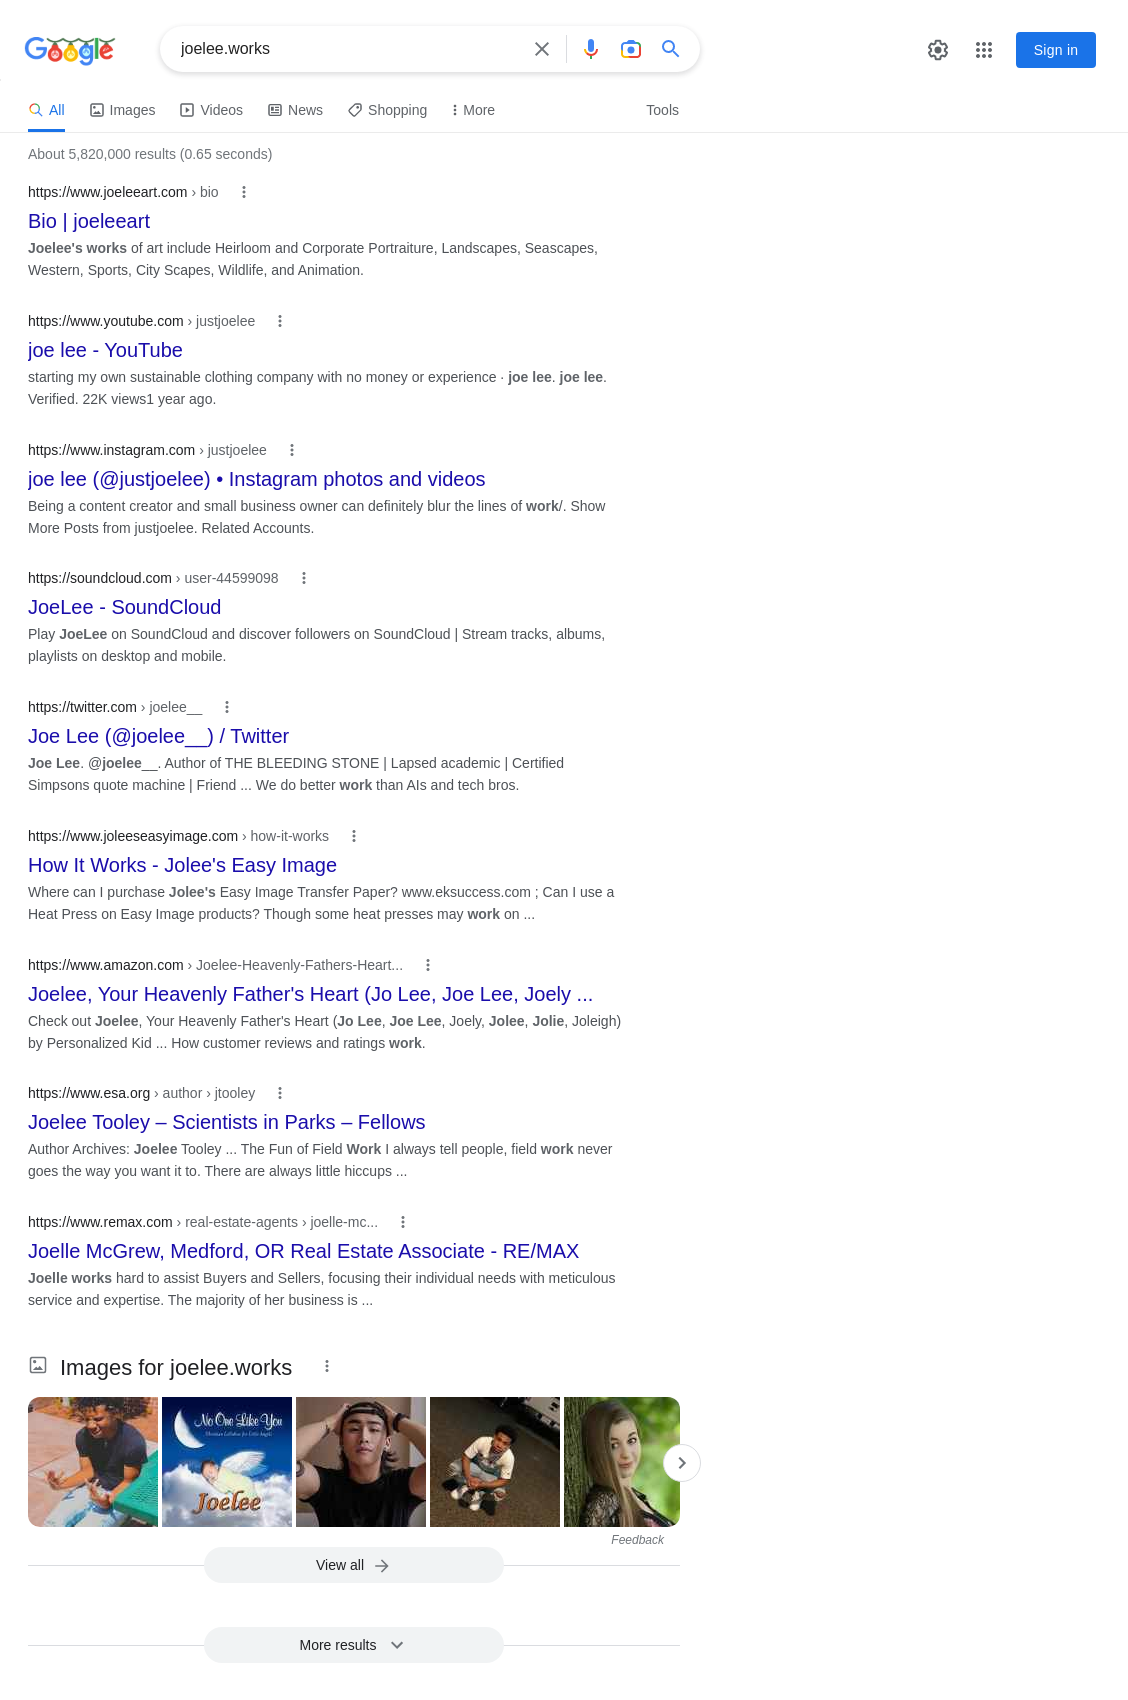 Google
joelee.works
Sign in
All
Images
Videos
News
Shopping
More
Tools
About 5,820,000 results (0.65 seconds)
https://www.joeleeart.com › bio
Bio | joeleeart
Joelee's works of art include Heirloom and Corporate Portraiture, Landscapes, Seascapes,
Western, Sports, City Scapes, Wildlife, and Animation.
https://www.youtube.com › justjoelee
joe lee - YouTube
starting my own sustainable clothing company with no money or experience · joe lee. joe lee.
Verified. 22K views1 year ago.
https://www.instagram.com › justjoelee
joe lee (@justjoelee) • Instagram photos and videos
Being a content creator and small business owner can definitely blur the lines of work/. Show
More Posts from justjoelee. Related Accounts.
https://soundcloud.com › user-44599098
JoeLee - SoundCloud
Play JoeLee on SoundCloud and discover followers on SoundCloud | Stream tracks, albums,
playlists on desktop and mobile.
https://twitter.com › joelee__
Joe Lee (@joelee__) / Twitter
Joe Lee. @joelee__. Author of THE BLEEDING STONE | Lapsed academic | Certified
Simpsons quote machine | Friend ... We do better work than AIs and tech bros.
https://www.joleeseasyimage.com › how-it-works
How It Works - Jolee's Easy Image
Where can I purchase Jolee's Easy Image Transfer Paper? www.eksuccess.com ; Can I use a
Heat Press on Easy Image products? Though some heat presses may work on ...
https://www.amazon.com › Joelee-Heavenly-Fathers-Heart...
Joelee, Your Heavenly Father's Heart (Jo Lee, Joe Lee, Joely ...
Check out Joelee, Your Heavenly Father's Heart (Jo Lee, Joe Lee, Joely, Jolee, Jolie, Joleigh)
by Personalized Kid ... How customer reviews and ratings work.
https://www.esa.org › author › jtooley
Joelee Tooley – Scientists in Parks – Fellows
Author Archives: Joelee Tooley ... The Fun of Field Work I always tell people, field work never
goes the way you want it to. There are always little hiccups ...
https://www.remax.com › real-estate-agents › joelle-mc...
Joelle McGrew, Medford, OR Real Estate Associate - RE/MAX
Joelle works hard to assist Buyers and Sellers, focusing their individual needs with meticulous
service and expertise. The majority of her business is ...
Images for joelee.works
No One Like You
Joelee
Feedback
View all
More results